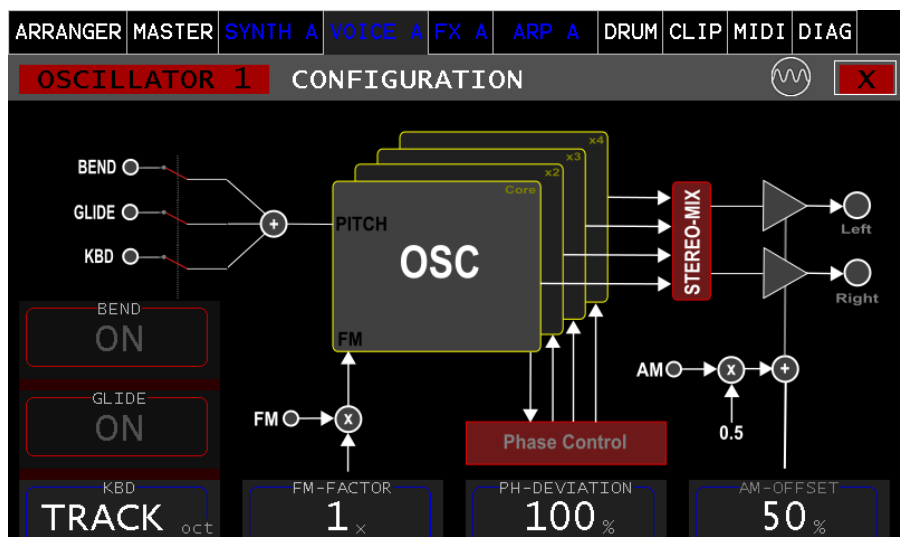 ARRANGER MASTER SYNTH A VOICE A FX A ARP A DRUM CLIP MIDI DIAG
OSCILLATOR 1 CONFIGURATION X
x4
x3
x2
Core
BEND
GLIDE
KBD
+
PITCH
OSC
FM
STEREO-MIX
Left
Right
BEND
ON
GLIDE
ON
FM
x
Phase Control
AM
x
+
0.5
KBD
TRACK oct
FM-FACTOR
1 x
PH-DEVIATION
100 %
AM-OFFSET
50 %